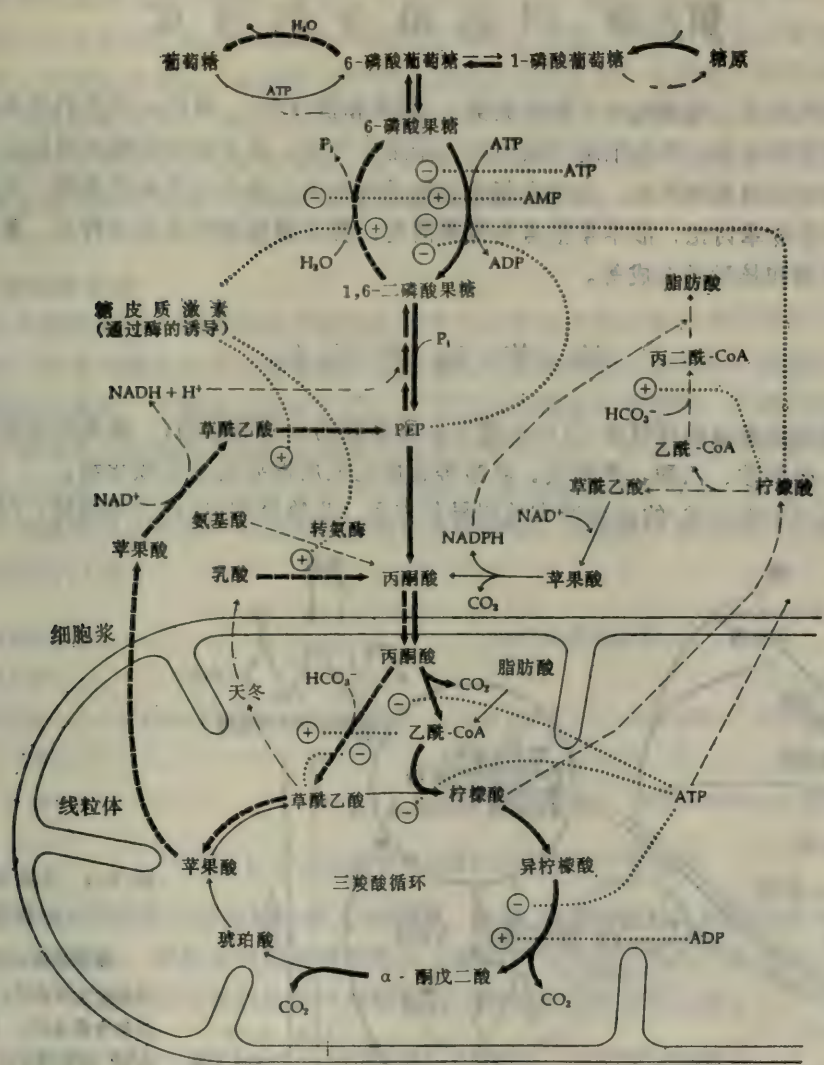 H₂O
葡萄糖 6-磷酸葡萄糖 1-磷酸葡萄糖 糖原
ATP
6-磷酸果糖
Pᵢ ATP
⊖ ATP
⊖ ⊕ AMP
⊕ ⊖
⊖
H₂O ADP
1,6-二磷酸果糖
脂肪酸
糖皮质激素
(通过酶的诱导)
Pᵢ
丙二酰-CoA
NADH + H⁺
⊕
HCO₃⁻
草酰乙酸 PEP
⊕
乙酰-CoA
草酰乙酸 柠檬酸
NAD⁺
NAD⁺
氨基酸 转氨酶
NADPH
苹果酸
⊕
乳酸 丙酮酸 苹果酸
CO₂
细胞浆
丙酮酸
HCO₃⁻ CO₂ 脂肪酸
天冬
⊖
⊕ 乙酰-CoA
⊖
线粒体 草酰乙酸 柠檬酸 ATP
⊖
苹果酸 三羧酸循环 异柠檬酸
⊖
琥珀酸 ⊕ ADP
α-酮戊二酸
CO₂ CO₂